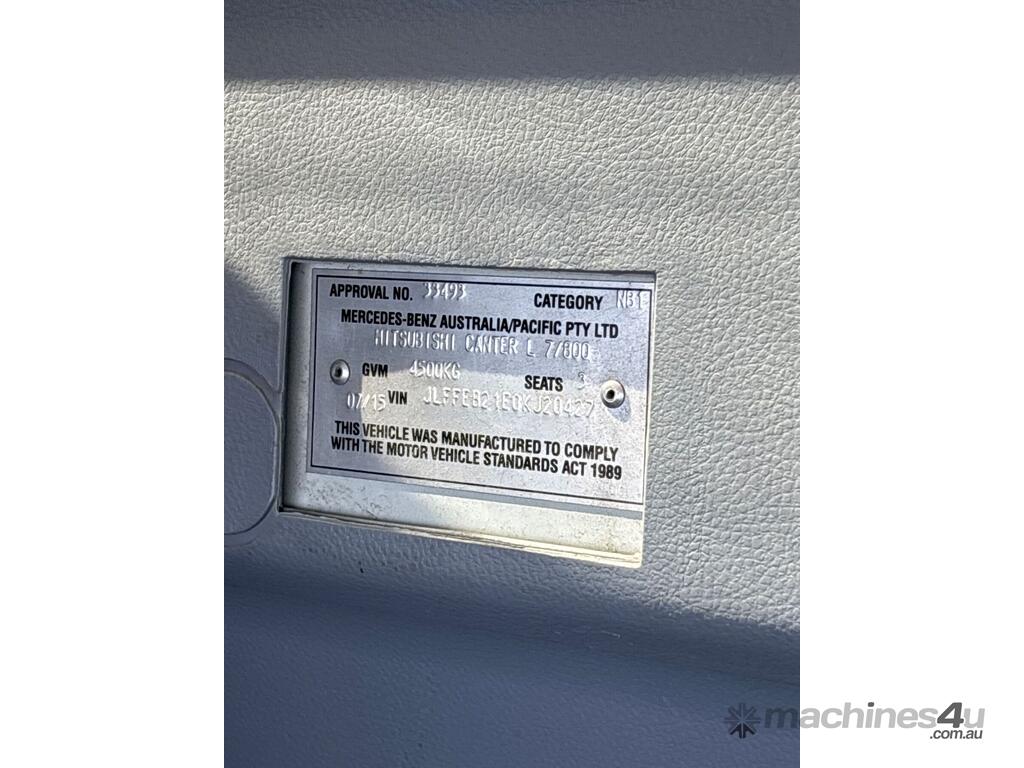 APPROVAL NO. 33493 CATEGORY NB1
MERCEDES-BENZ AUSTRALIA/PACIFIC PTY LTD
MITSUBISHI CANTER L 7/800
GVM 4500KG SEATS 3
07/15 VIN JLFFEB21E0KJ20427
THIS VEHICLE WAS MANUFACTURED TO COMPLY
WITH THE MOTOR VEHICLE STANDARDS ACT 1989
machines4u
.com.au